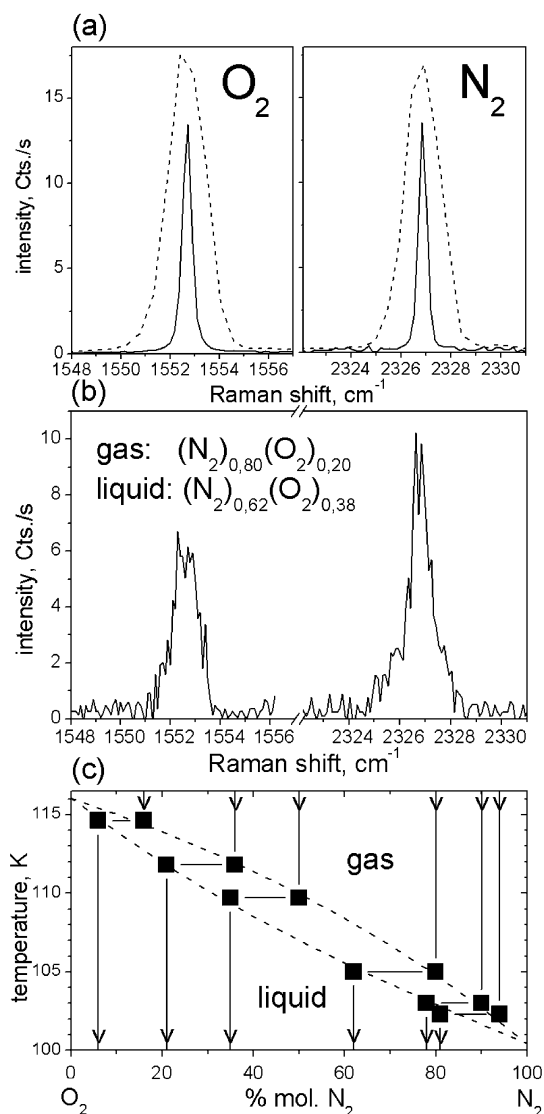 (a)
O₂ N₂
intensity, Cts./s
15
10
5
0
1548 1550 1552 1554 1556 2324 2326 2328 2330
Raman shift, cm⁻¹
(b)
gas: (N₂)₀,₈₀(O₂)₀,₂₀
liquid: (N₂)₀,₆₂(O₂)₀,₃₈
intensity, Cts./s
10
8
6
4
2
0
1548 1550 1552 1554 1556 2324 2326 2328 2330
Raman shift, cm⁻¹
(c)
gas
liquid
temperature, K
115
110
105
100
0 20 40 60 80 100
O₂ % mol. N₂ N₂